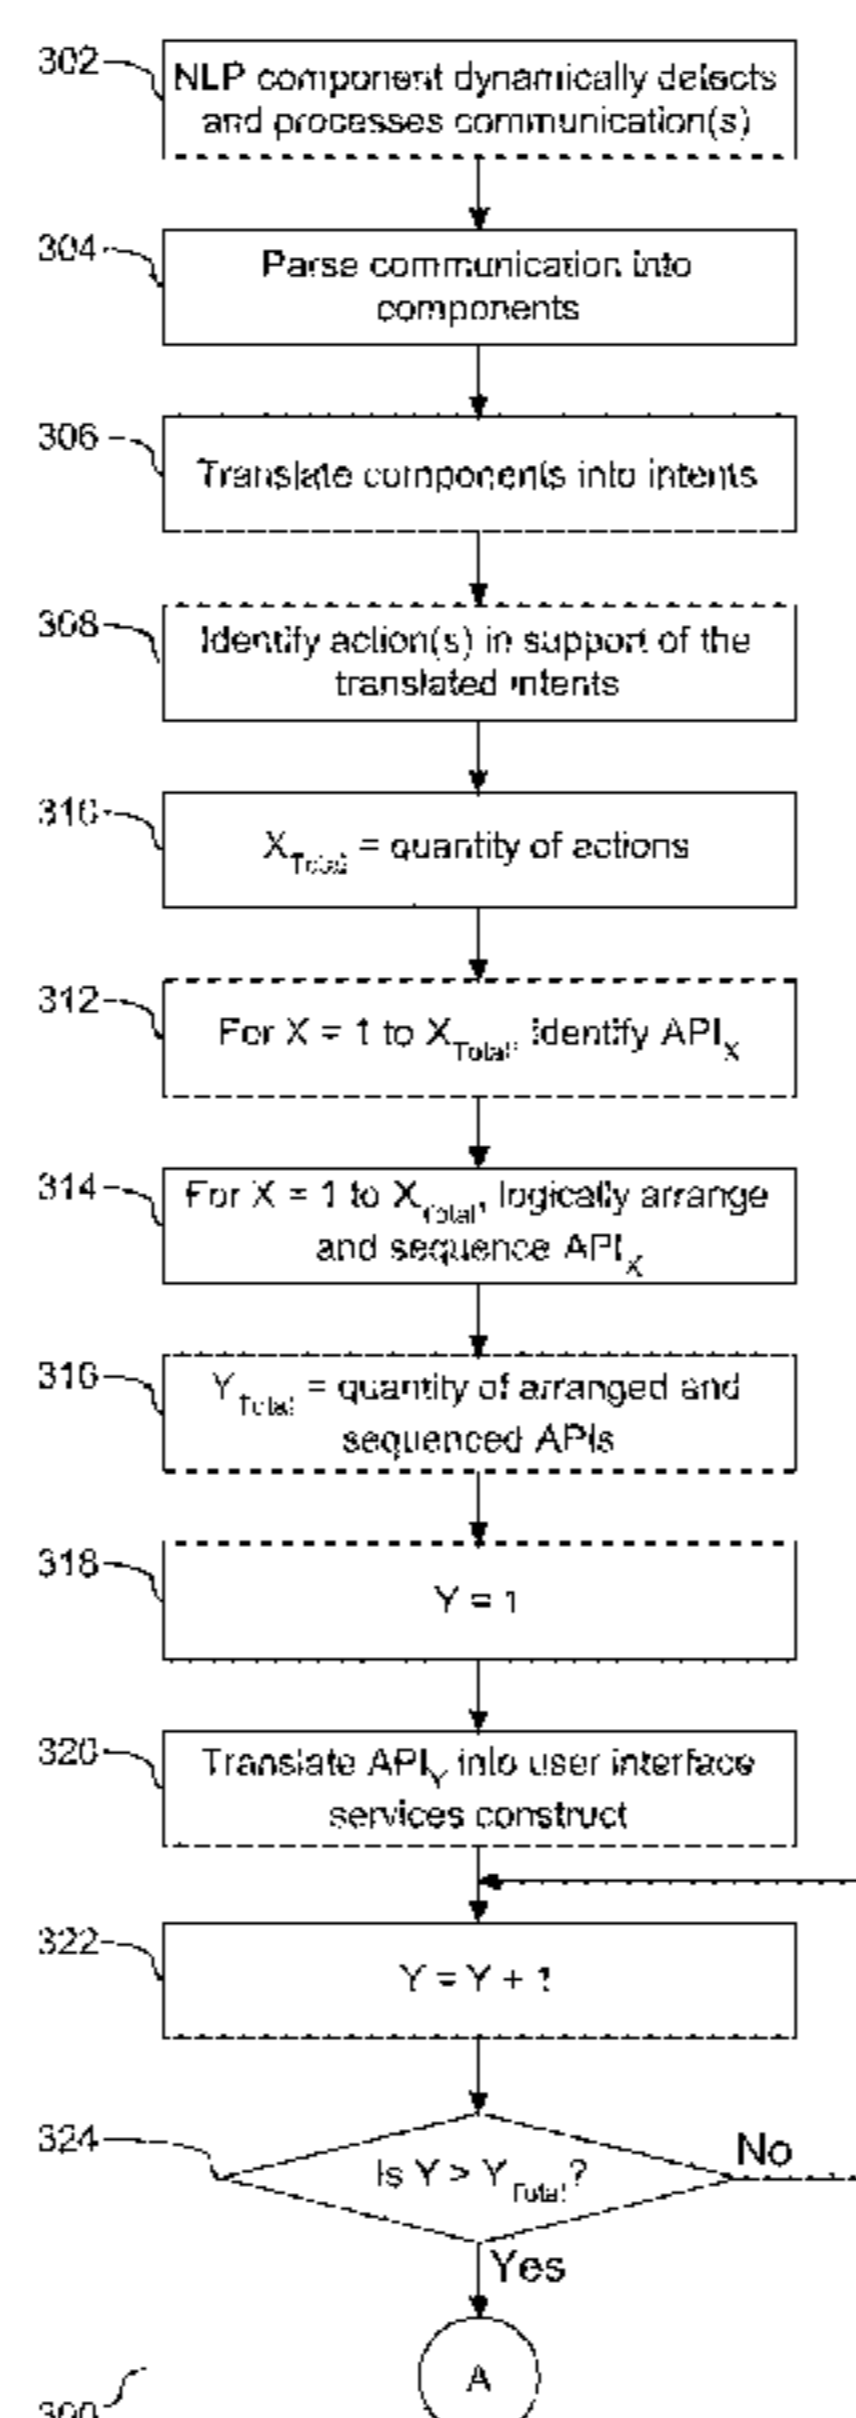 302
NLP component dynamically detects
and processes communication(s)
304
Parse communication into
components
306
Translate components into intents
308
Identify action(s) in support of the
translated intents
310
X Total = quantity of actions
312
For X = 1 to X Total, identify API X
314
For X = 1 to X Total, logically arrange
and sequence API X
316
Y Total = quantity of arranged and
sequenced APIs
318
Y = 1
320
Translate API Y into user interface
services construct
322
Y = Y + 1
324
Is Y > Y Total?
No
Yes
A
300